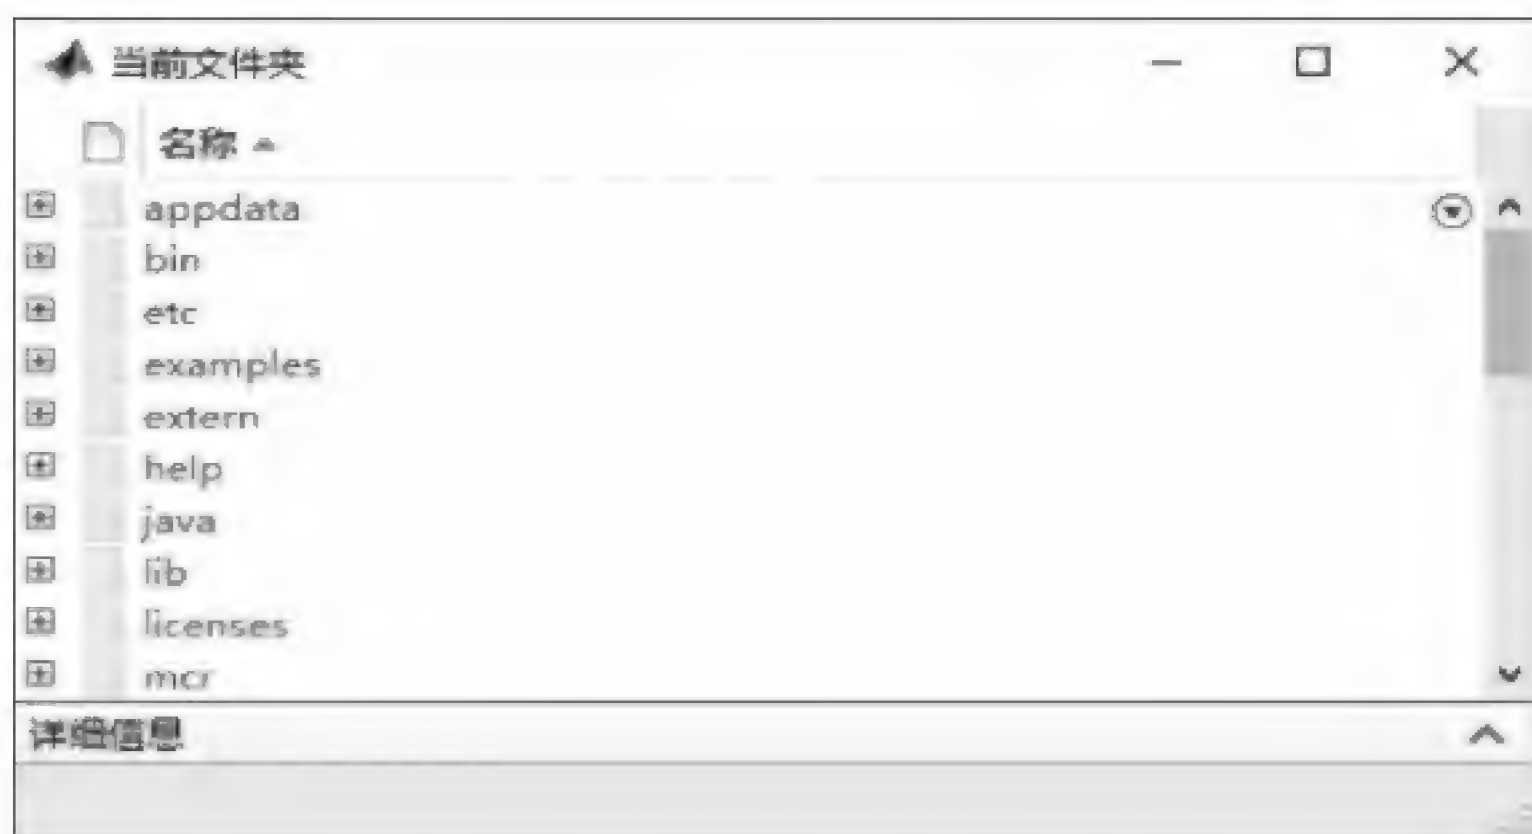 当前文件夹
名称
appdata
bin
etc
examples
extern
help
java
lib
licenses
mcr
详细信息